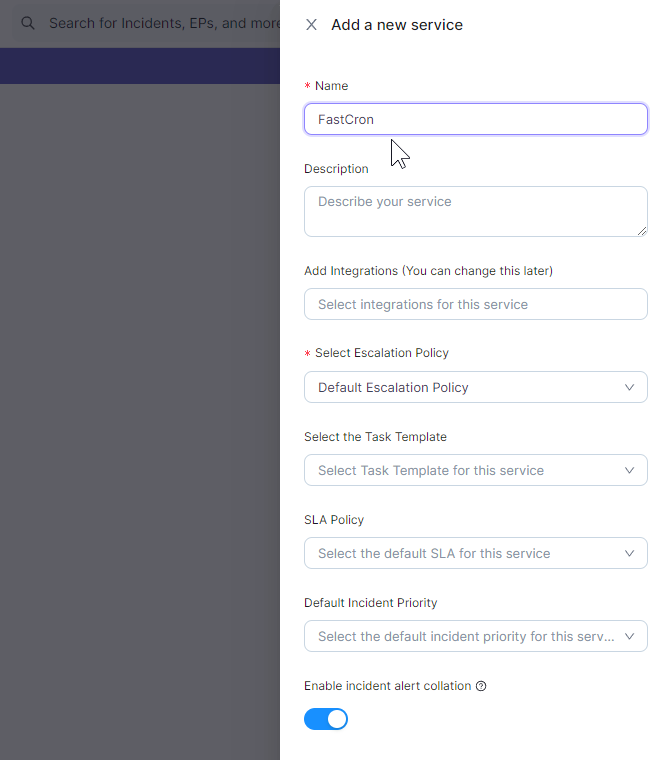 Search for Incidents, EPs, and more
Add a new service
* Name
FastCron
Description
Describe your service
Add Integrations (You can change this later)
Select integrations for this service
* Select Escalation Policy
Default Escalation Policy
Select the Task Template
Select Task Template for this service
SLA Policy
Select the default SLA for this service
Default Incident Priority
Select the default incident priority for this serv...
Enable incident alert collation